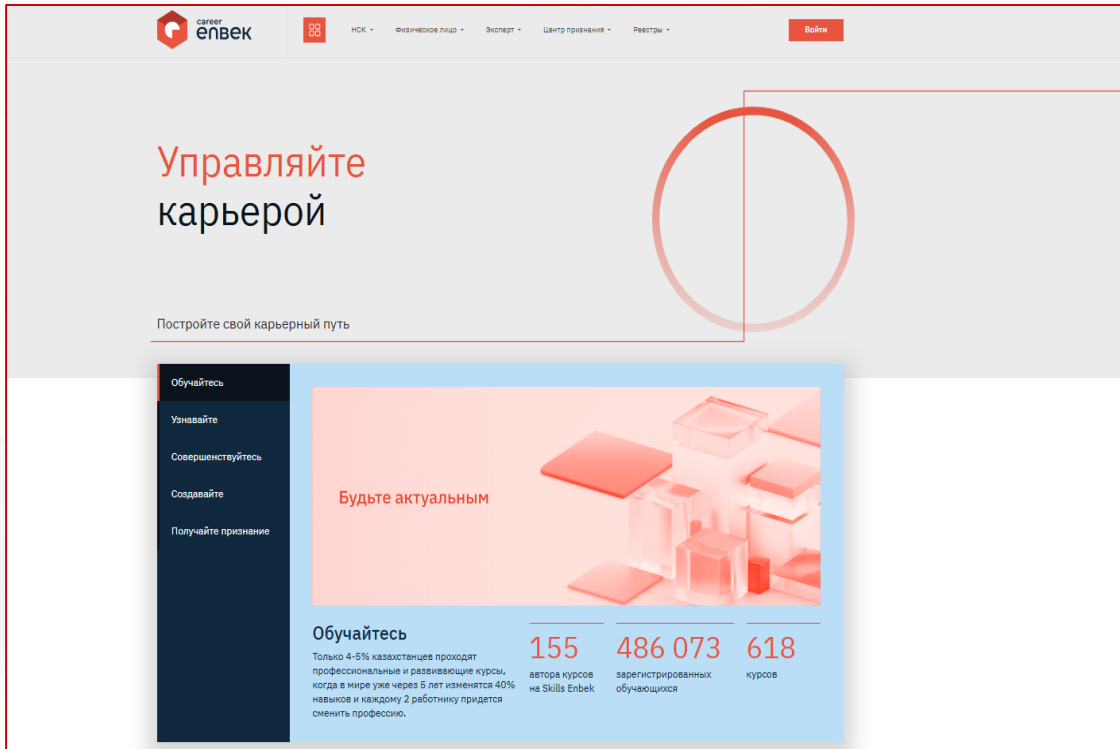 career
enbek
НСК
Физическое лицо
Эксперт
Центр признания
Реестры
Войти
Управляйте
карьерой
Постройте свой карьерный путь
Обучайтесь
Узнавайте
Совершенствуйтесь
Создавайте
Получайте признание
Будьте актуальным
Обучайтесь
Только 4-5% казахстанцев проходят
профессиональные и развивающие курсы,
когда в мире уже через 5 лет изменятся 40%
навыков и каждому 2 работнику придется
сменить профессию.
155
автора курсов
на Skills Enbek
486 073
зарегистрированных
обучающихся
618
курсов